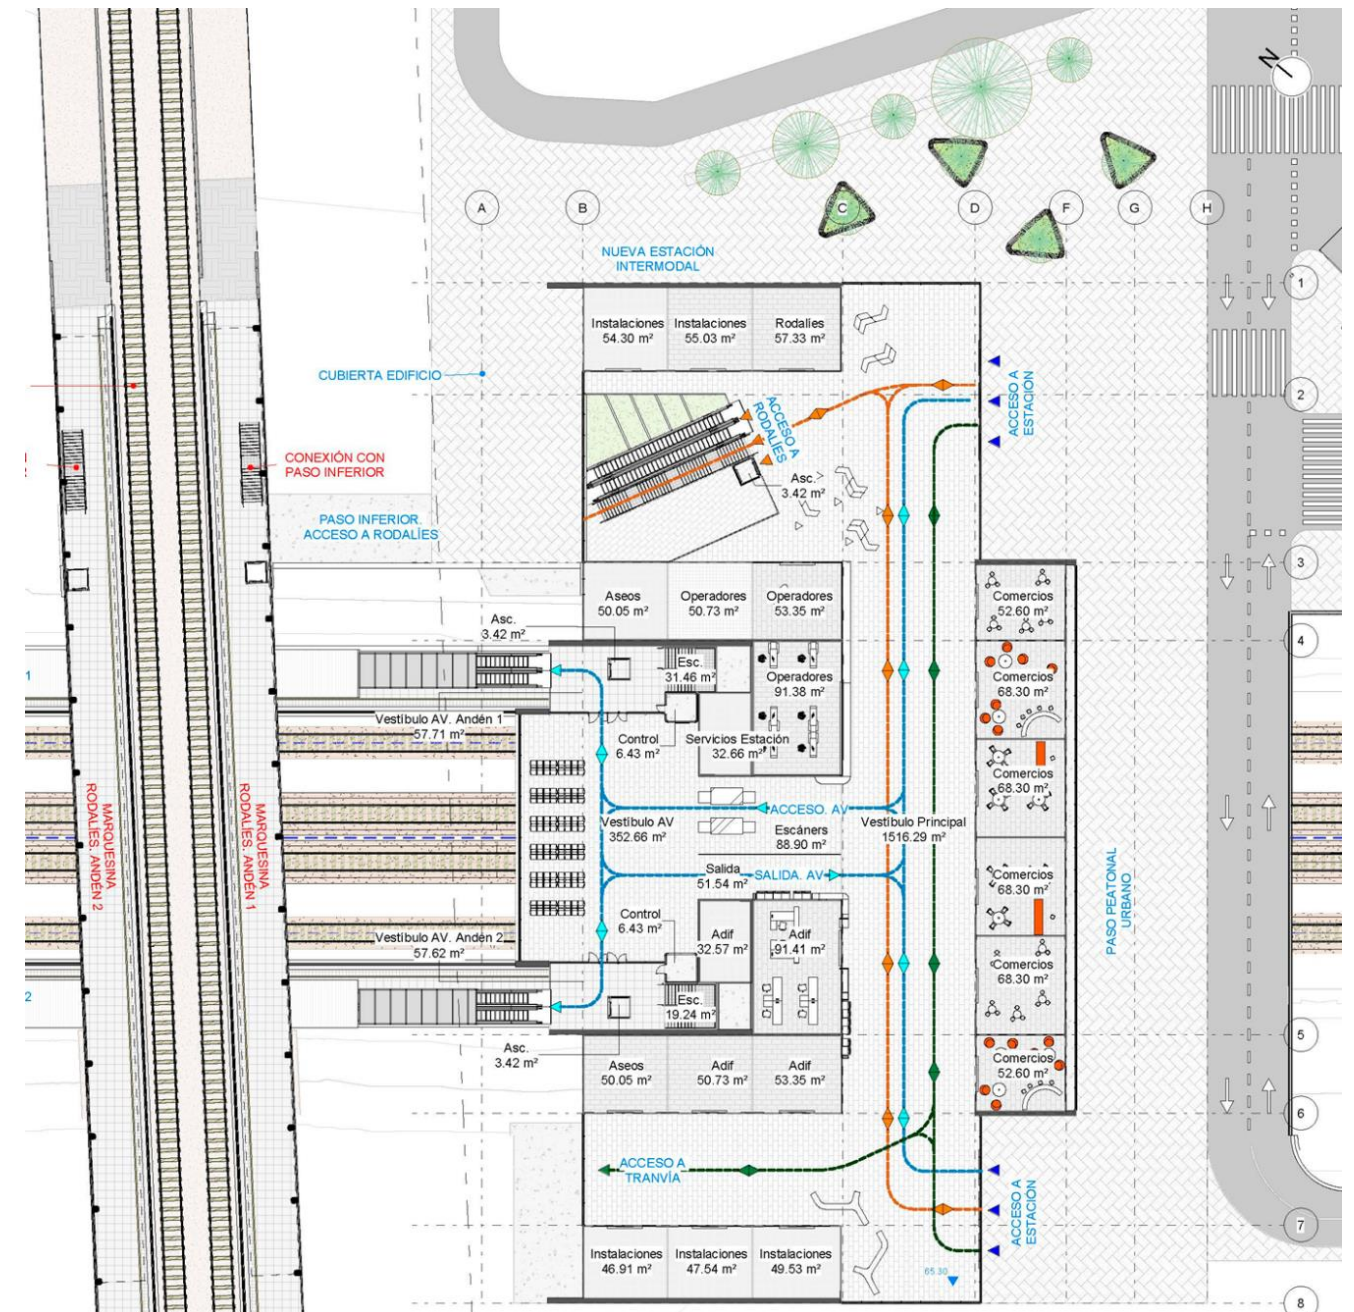 N
A
B
C
D
F
G
H
NUEVA ESTACIÓN
INTERMODAL
1
Instalaciones
54.30 m²
Instalaciones
55.03 m²
Rodalíes
57.33 m²
CUBIERTA EDIFICIO
ACCESO A
ESTACIÓN
2
ACCESO A
RODALÍES
CONEXIÓN CON
PASO INFERIOR
Asc.
3.42 m²
PASO INFERIOR.
ACCESO A RODALÍES
3
Aseos
50.05 m²
Operadores
50.73 m²
Operadores
53.35 m²
Comercios
52.60 m²
Asc.
3.42 m²
4
Esc.
31.46 m²
Operadores
91.38 m²
Comercios
68.30 m²
1
Vestíbulo AV. Andén 1
57.71 m²
Control
6.43 m²
Servicios Estación
32.66 m²
Comercios
68.30 m²
MARQUESINA
RODALÍES. ANDÉN 2
MARQUESINA
RODALÍES. ANDÉN 1
ACCESO. AV
Vestíbulo AV
352.66 m²
Escáners
88.90 m²
Vestíbulo Principal
1516.29 m²
Salida
51.54 m²
SALIDA. AV
Comercios
68.30 m²
PASO PEATONAL
URBANO
Control
6.43 m²
Adif
32.57 m²
Adif
91.41 m²
Vestíbulo AV. Andén 2
57.62 m²
Comercios
68.30 m²
2
Esc.
19.24 m²
5
Asc.
3.42 m²
Aseos
50.05 m²
Adif
50.73 m²
Adif
53.35 m²
Comercios
52.60 m²
6
ACCESO A
TRANVÍA
ACCESO A
ESTACIÓN
7
Instalaciones
46.91 m²
Instalaciones
47.54 m²
Instalaciones
49.53 m²
65.30
8